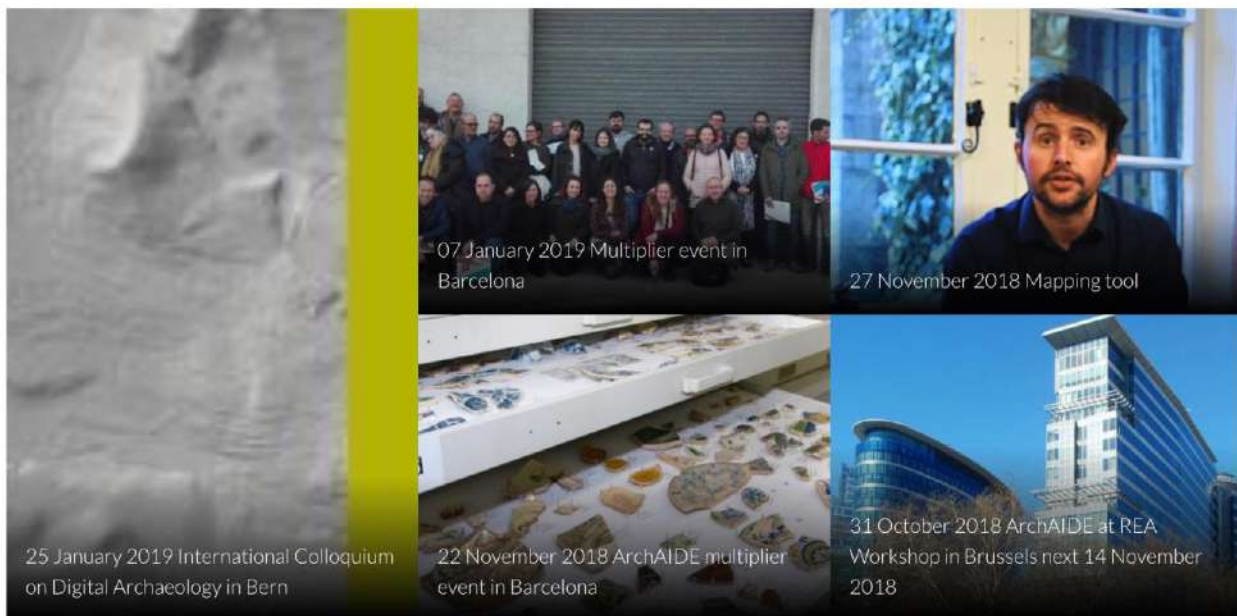 25 January 2019 International Colloquium
on Digital Archaeology in Bern
07 January 2019 Multiplier event in
Barcelona
27 November 2018 Mapping tool
22 November 2018 ArchAIDE multiplier
event in Barcelona
31 October 2018 ArchAIDE at REA
Workshop in Brussels next 14 November
2018